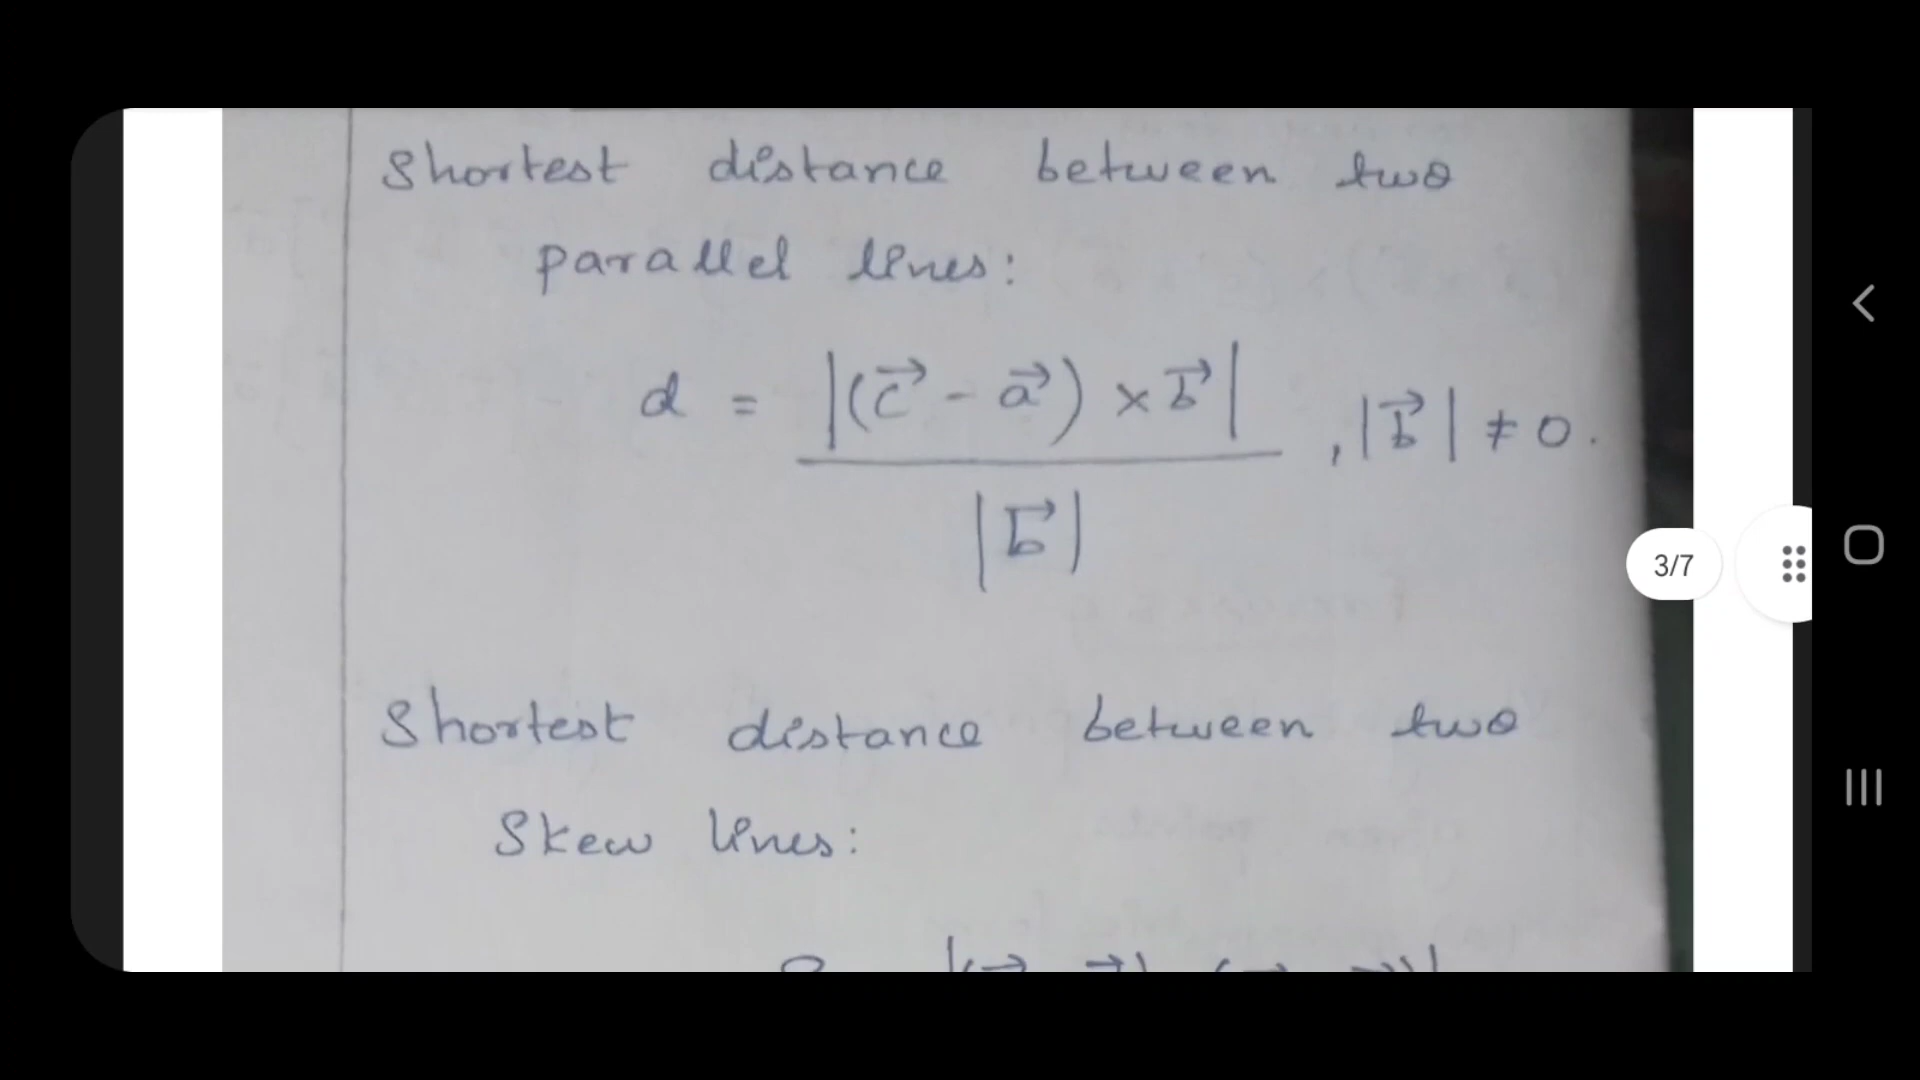 Shortest distance between two
parallel lines:
d = |(c⃗ - a⃗) × b⃗| / |b⃗| , |b⃗| ≠ 0.
3/7
Shortest distance between two
Skew lines: